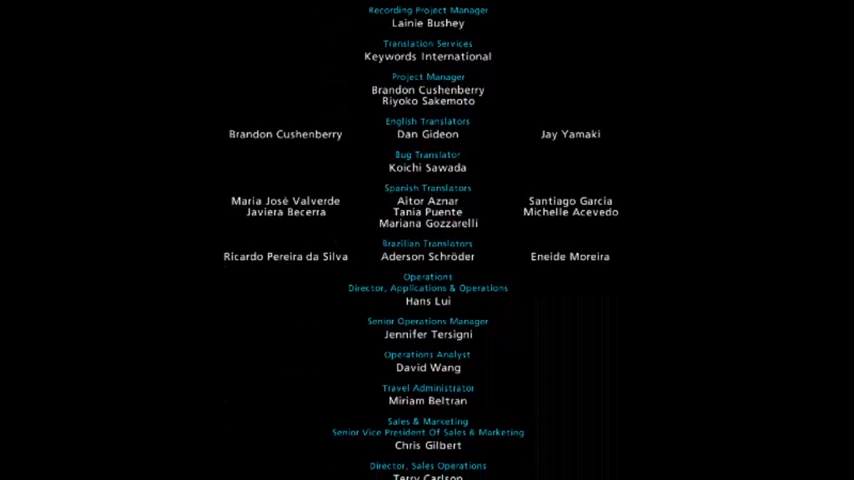 Recording Project Manager
Lainie Bushey
Translation Services
Keywords International
Project Manager
Brandon Cushenberry
Riyoko Sakemoto
English Translators
Brandon Cushenberry Dan Gideon Jay Yamaki
Bug Translator
Koichi Sawada
Spanish Translators
Maria José Valverde Aitor Aznar Santiago Garcia
Javiera Becerra Tania Puente Michelle Acevedo
Mariana Gozzarelli
Brazilian Translators
Ricardo Pereira da Silva Aderson Schröder Eneide Moreira
Operations
Director, Applications & Operations
Hans Lui
Senior Operations Manager
Jennifer Tersigni
Operations Analyst
David Wang
Travel Administrator
Miriam Beltran
Sales & Marketing
Senior Vice President Of Sales & Marketing
Chris Gilbert
Director, Sales Operations
Terry Carlson